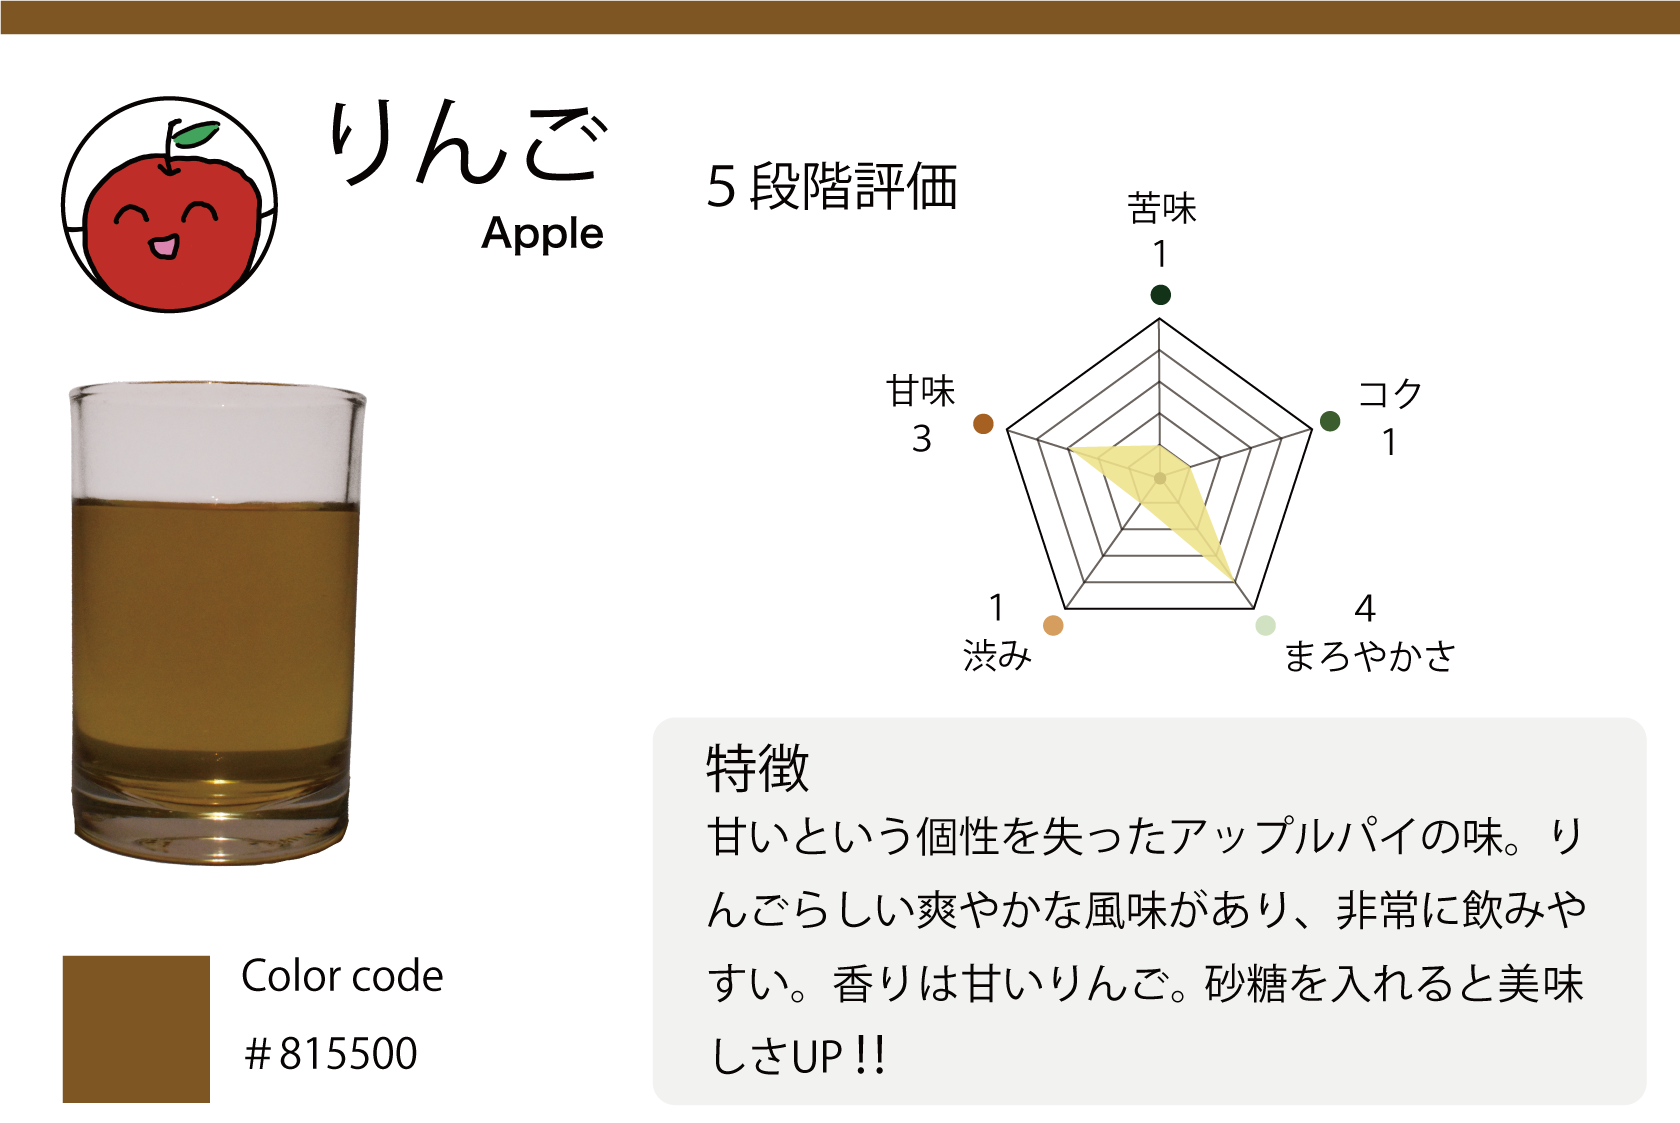 りんご
Apple
5段階評価
苦味
1
甘味
3
コク
1
1
渋み
4
まろやかさ
特徴
甘いという個性を失ったアップルパイの味。り
んごらしい爽やかな風味があり、非常に飲みや
すい。香りは甘いりんご。砂糖を入れると美味
しさUP！！
Color code
＃815500